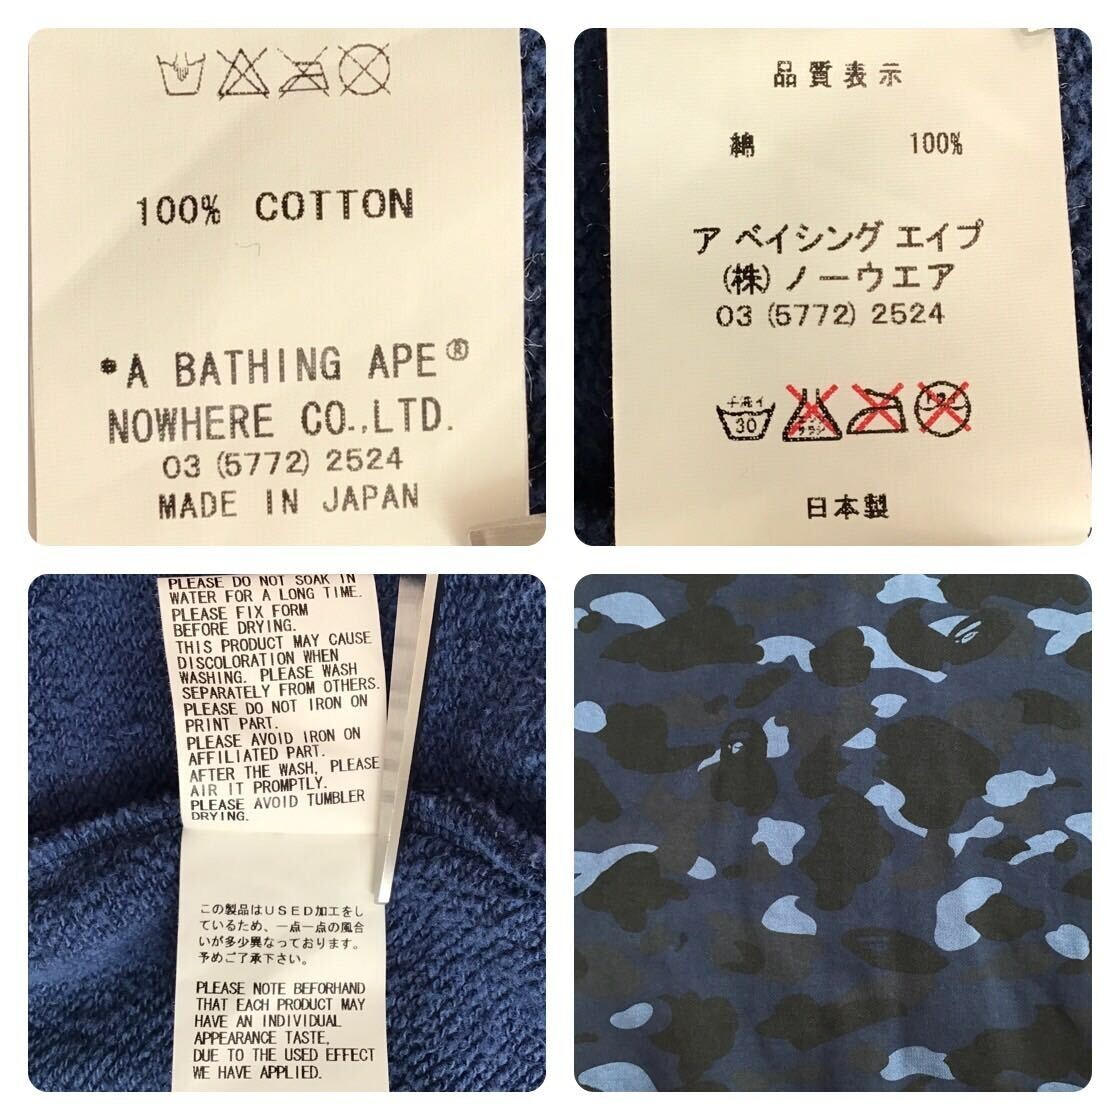 100% COTTON
*A BATHING APE®
NOWHERE CO.,LTD.
03 (5772) 2524
MADE IN JAPAN
品質表示
綿 100%
ア ベイシング エイプ
(株) ノーウエア
03 (5772) 2524
手洗イ
30
日本製
PLEASE DO NOT SOAK IN
WATER FOR A LONG TIME.
PLEASE FIX FORM
BEFORE DRYING.
THIS PRODUCT MAY CAUSE
DISCOLORATION WHEN
WASHING. PLEASE WASH
SEPARATELY FROM OTHERS.
PLEASE DO NOT IRON ON
PRINT PART.
PLEASE AVOID IRON ON
AFFILIATED PART.
AFTER THE WASH, PLEASE
AIR IT PROMPTLY.
PLEASE AVOID TUMBLER
DRYING.
この製品はUSED加工をし
ているため、一点一点の風合
いが多少異なっております。
予めご了承下さい。
PLEASE NOTE BEFORHAND
THAT EACH PRODUCT MAY
HAVE AN INDIVIDUAL
APPEARANCE TASTE,
DUE TO THE USED EFFECT
WE HAVE APPLIED.